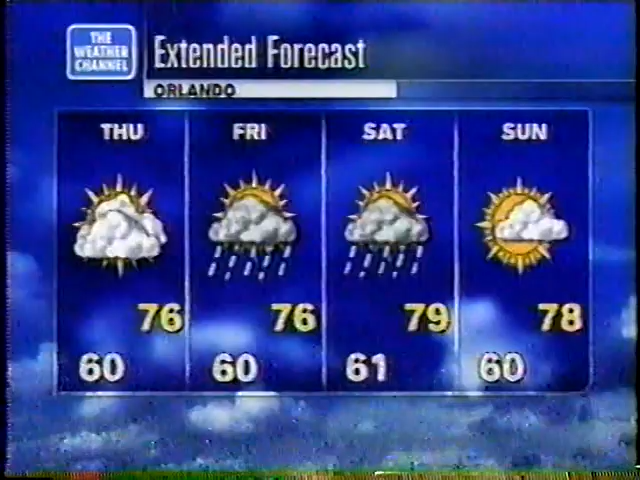 THE
WEATHER
CHANNEL
Extended Forecast
ORLANDO
THU FRI SAT SUN
76 76 79 78
60 60 61 60